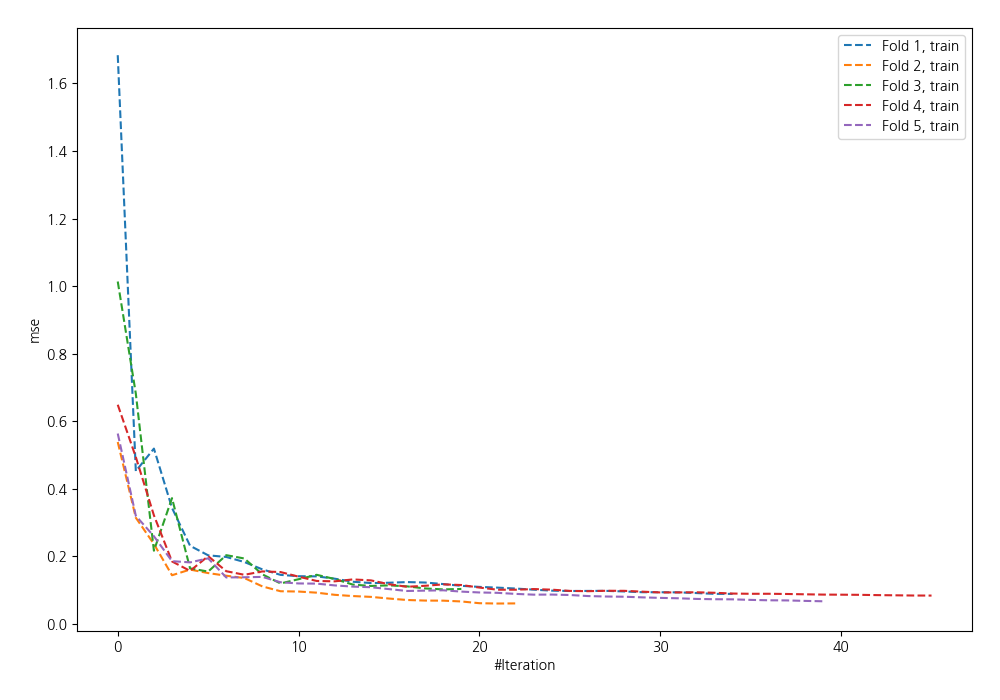 Fold 1, train
Fold 2, train
Fold 3, train
Fold 4, train
Fold 5, train
1.6
1.4
1.2
1.0
0.8
0.6
0.4
0.2
0.0
mse
0 10 20 30 40
#Iteration